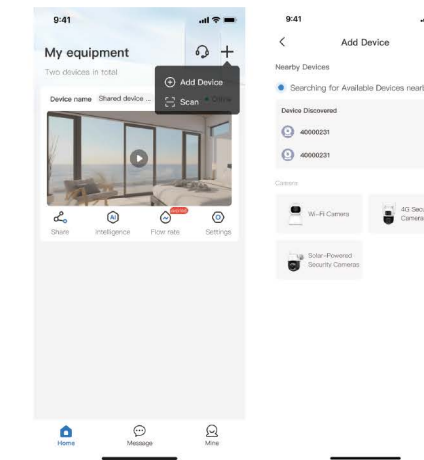 9:41
My equipment
Two devices in total
Add Device
Scan
Device name Shared device ...
Share
Intelligence
Flow rate
Settings
Home
Message
Mine
9:41
Add Device
Nearby Devices
Searching for Available Devices nearb
Device Discovered
40000231
40000231
Camera
Wi-Fi Camera
4G Secu
Camera
Solar-Powered
Security Cameras